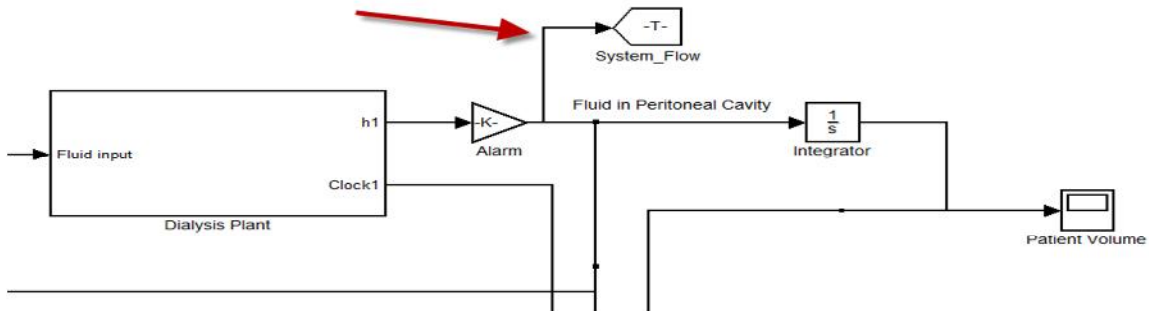 -T-
System_Flow
Fluid in Peritoneal Cavity
h1
-K-
1
s
Alarm
Integrator
Fluid input
Clock1
Dialysis Plant
Patient Volume